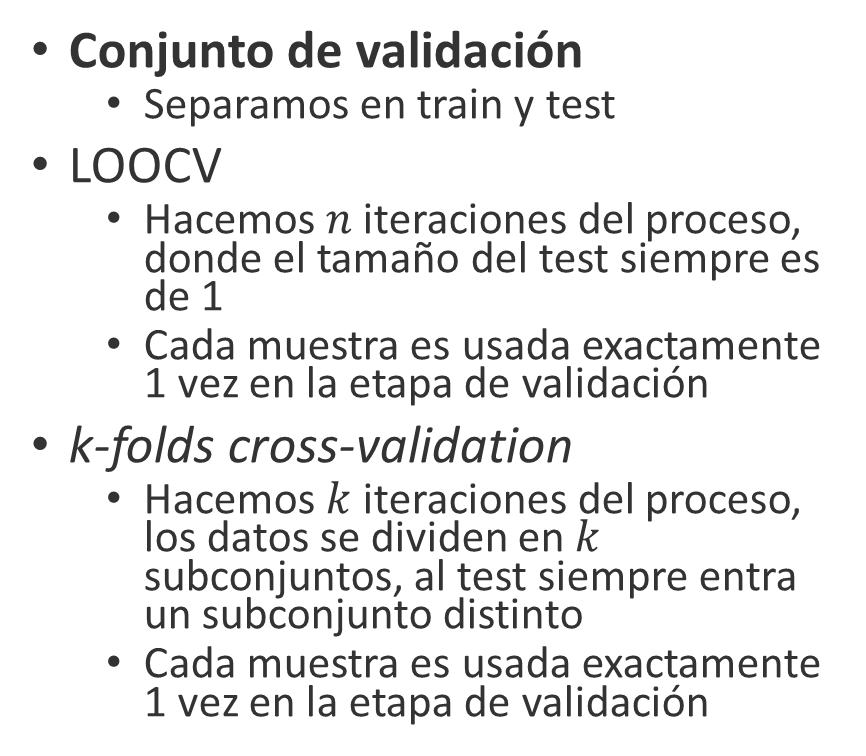 • Conjunto de validación
• Separamos en train y test
• LOOCV
• Hacemos n iteraciones del proceso,
donde el tamaño del test siempre es
de 1
• Cada muestra es usada exactamente
1 vez en la etapa de validación
• k-folds cross-validation
• Hacemos k iteraciones del proceso,
los datos se dividen en k
subconjuntos, al test siempre entra
un subconjunto distinto
• Cada muestra es usada exactamente
1 vez en la etapa de validación